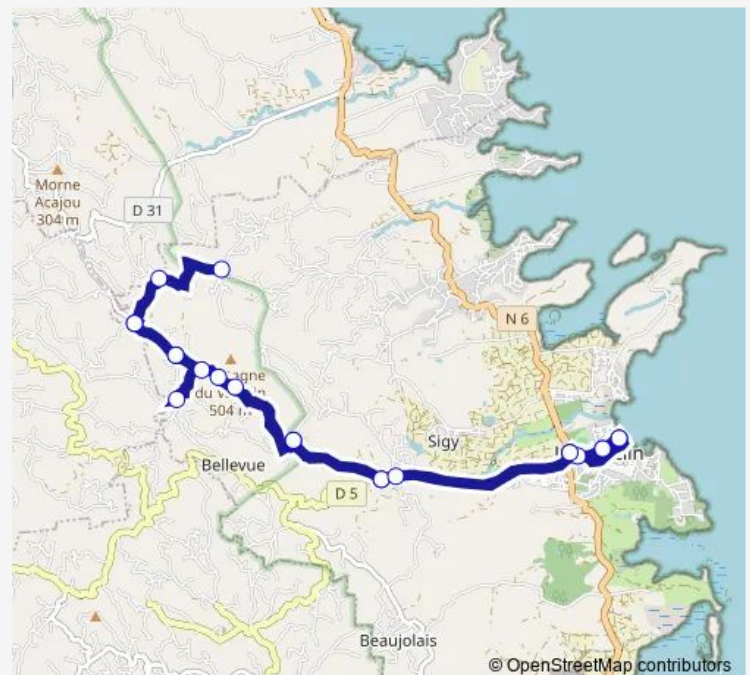 Morne
Acajou
304 m
D 31
N 6
504 m
Sigy
Bellevue
D 5
Beaujolais
© OpenStreetMap contributors